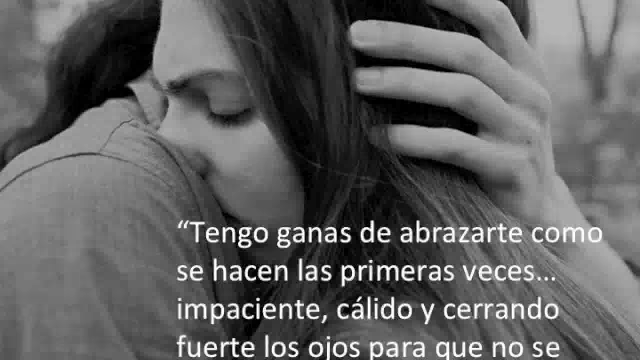 “Tengo ganas de abrazarte como
se hacen las primeras veces...
impaciente, cálido y cerrando
fuerte los ojos para que no se